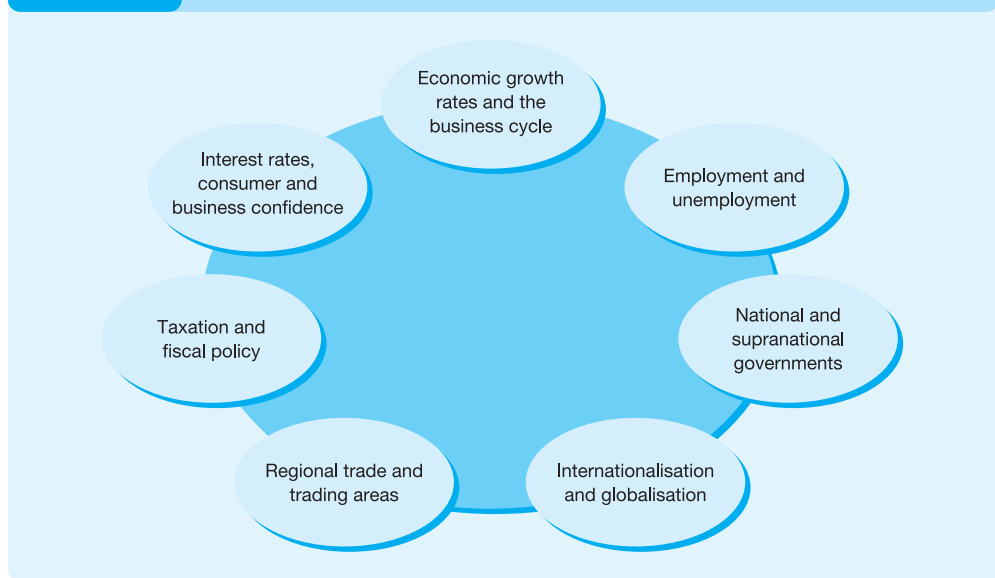 Economic growth
rates and the
business cycle
Interest rates,
consumer and
business confidence
Employment and
unemployment
Taxation and
fiscal policy
National and
supranational
governments
Regional trade and
trading areas
Internationalisation
and globalisation